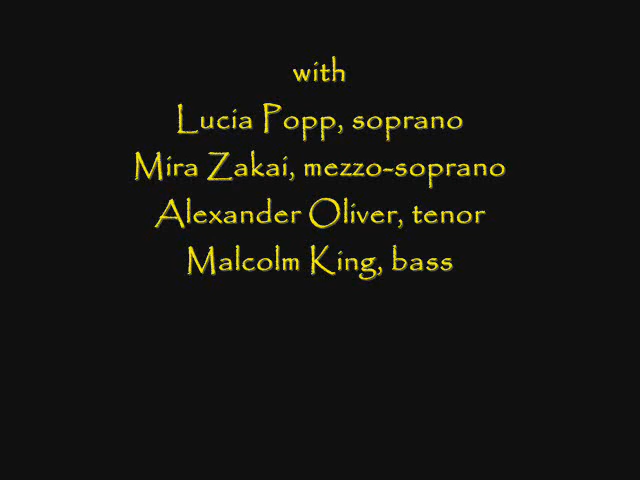 with
Lucia Popp, soprano
Mira Zakai, mezzo-soprano
Alexander Oliver, tenor
Malcolm King, bass